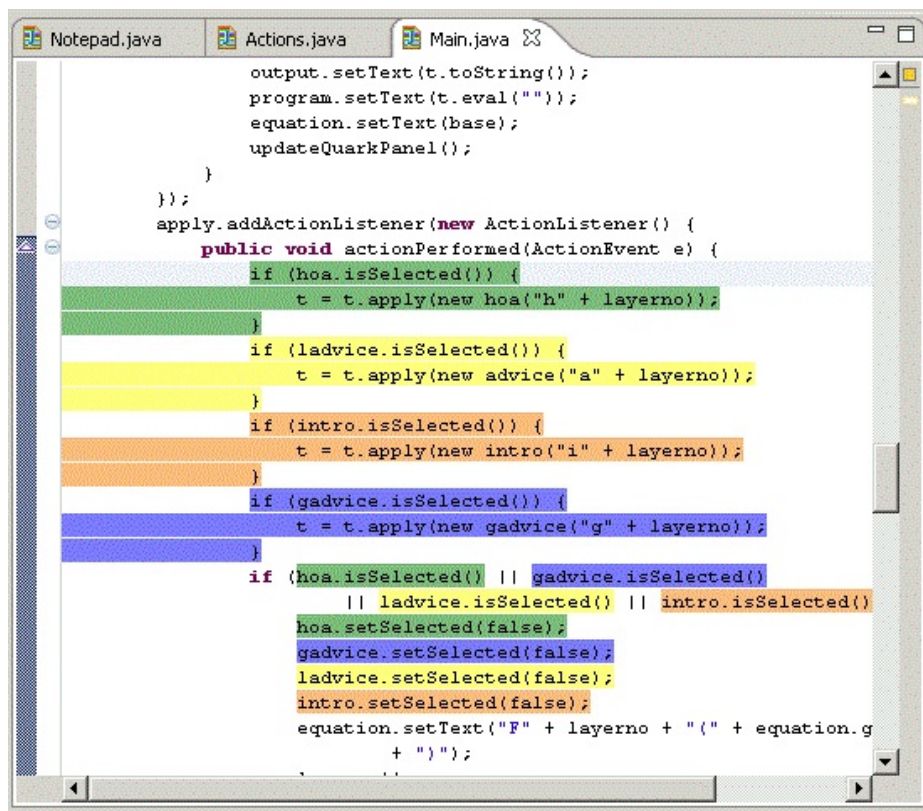 Notepad.java Actions.java Main.java
output.setText(t.toString());
program.setText(t.eval(""));
equation.setText(base);
updateQuarkPanel();
}
});
apply.addActionListener(new ActionListener() {
public void actionPerformed(ActionEvent e) {
if (hoa.isSelected()) {
t = t.apply(new hoa("h" + layerno));
}
if (ladvice.isSelected()) {
t = t.apply(new advice("a" + layerno));
}
if (intro.isSelected()) {
t = t.apply(new intro("i" + layerno));
}
if (gadvice.isSelected()) {
t = t.apply(new gadvice("g" + layerno));
}
if (hoa.isSelected() || gadvice.isSelected()
|| ladvice.isSelected() || intro.isSelected()
hoa.setSelected(false);
gadvice.setSelected(false);
ladvice.setSelected(false);
intro.setSelected(false);
equation.setText("F" + layerno + "(" + equation.g
+ ")");